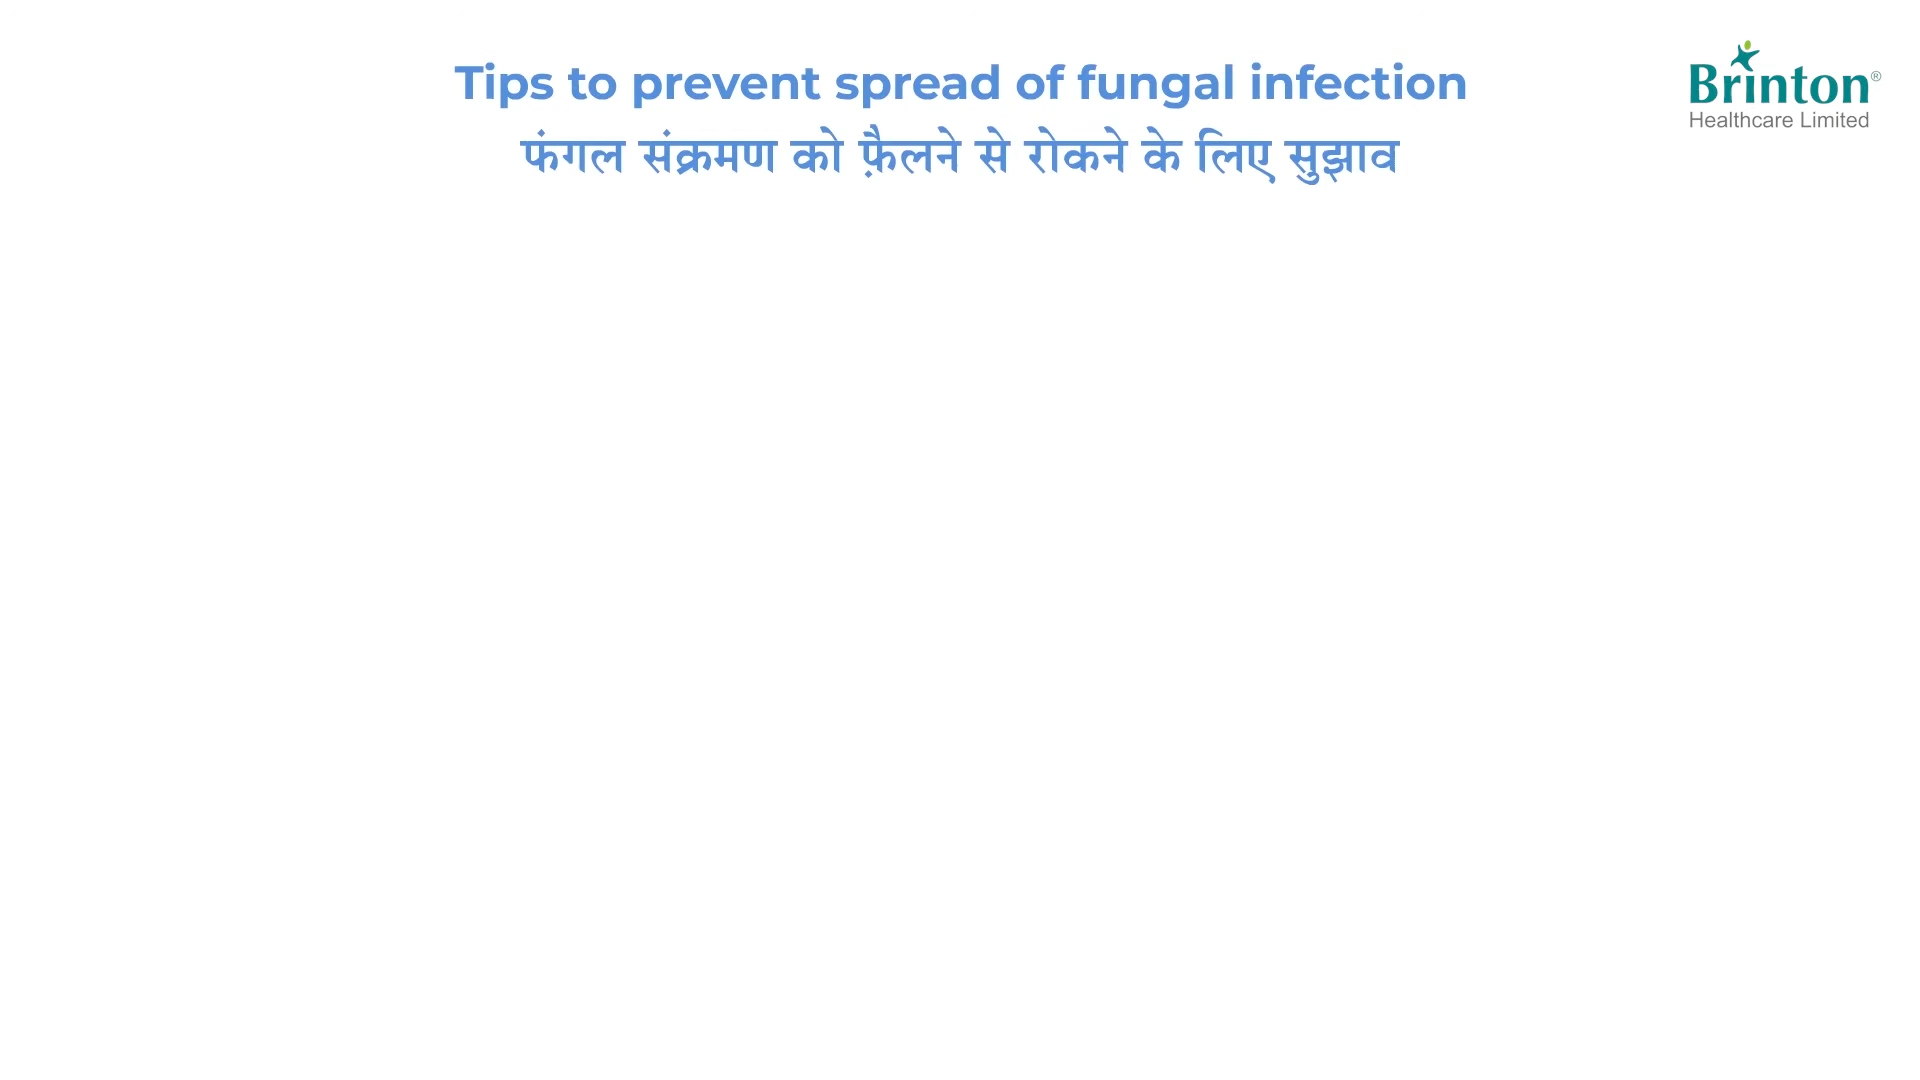 Tips to prevent spread of fungal infection
फंगल संक्रमण को फ़ैलने से रोकने के लिए सुझाव
Brinton®
Healthcare Limited